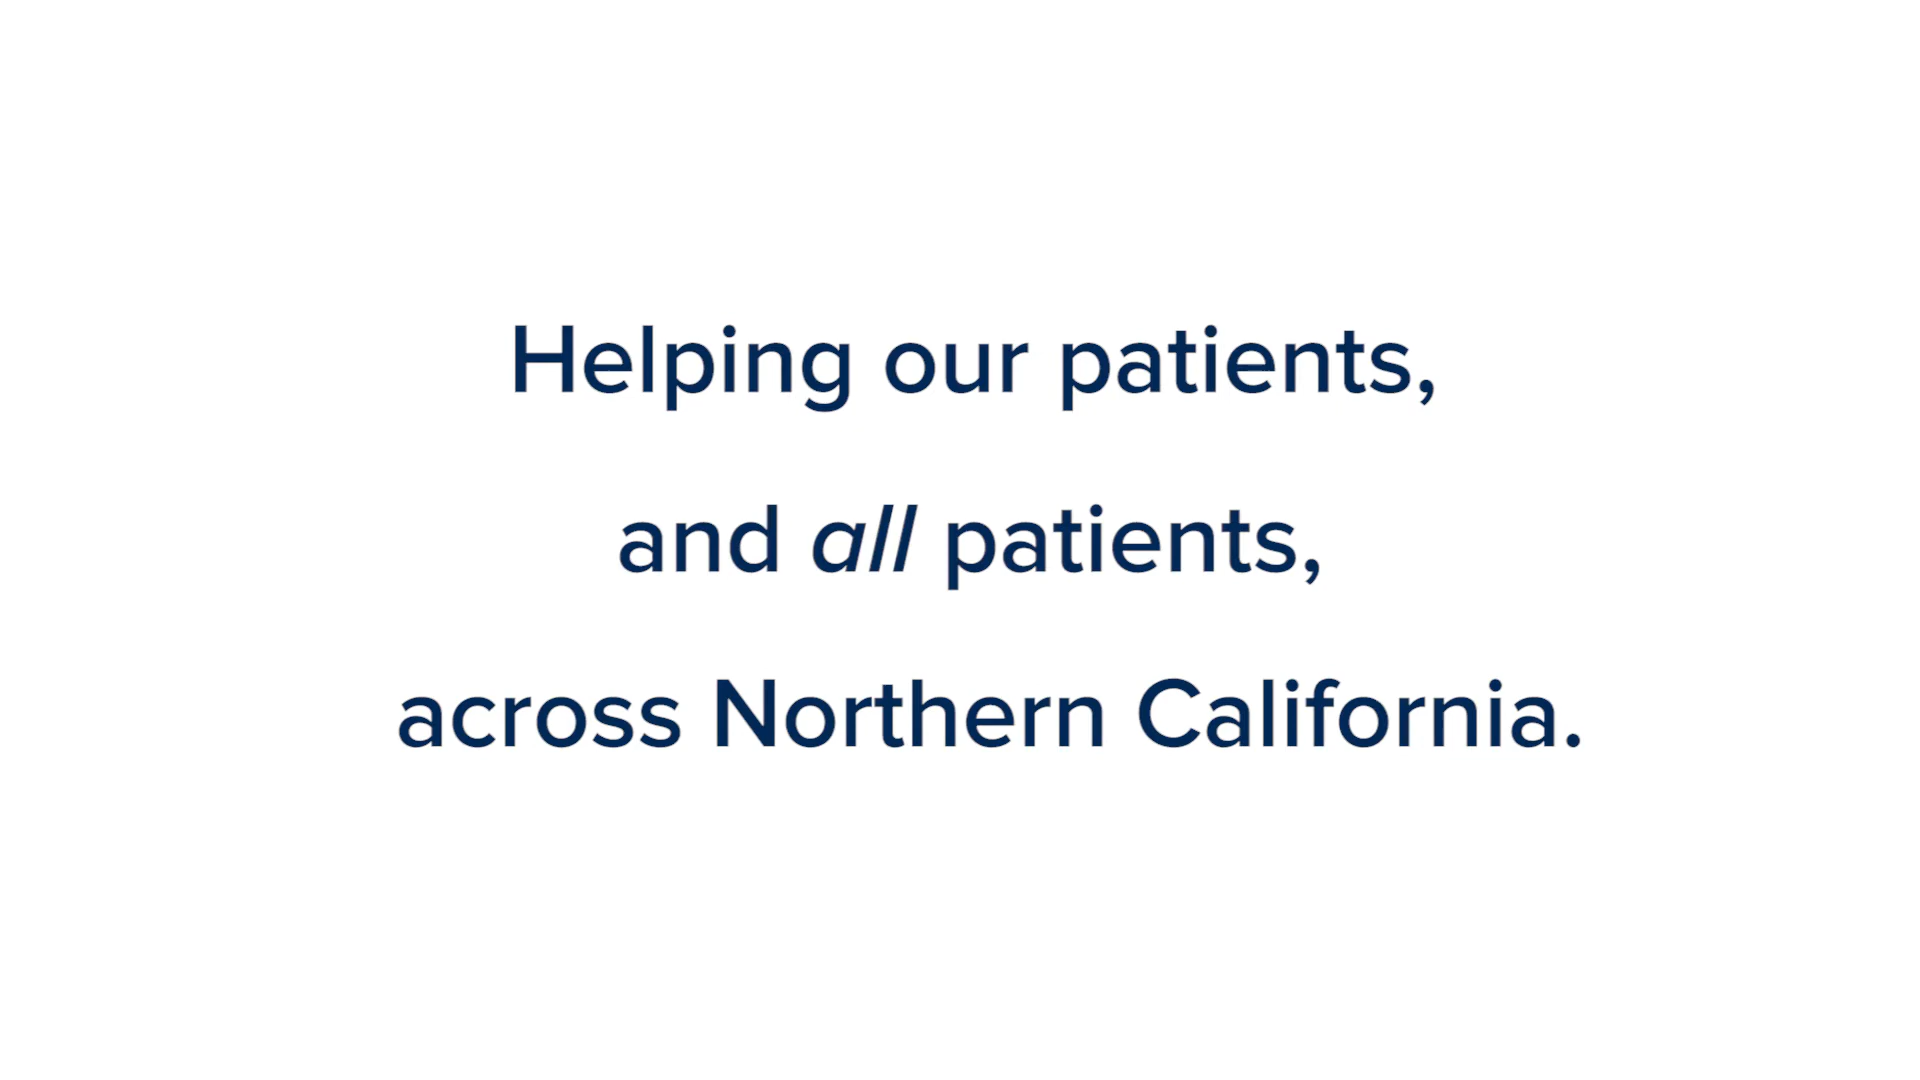 Helping our patients,
and all patients,
across Northern California.